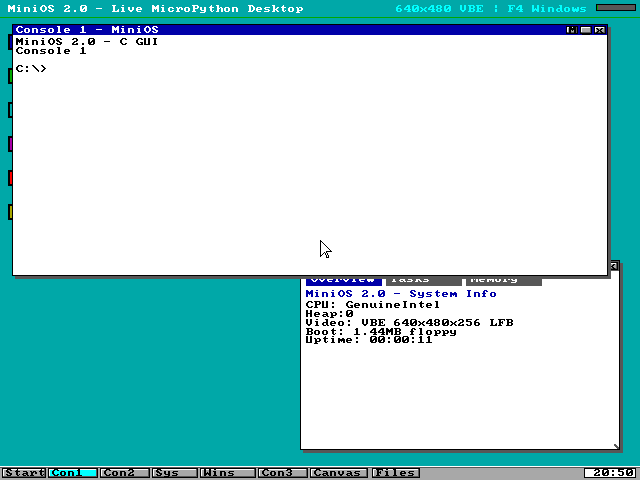 MiniOS 2.0 - Live MicroPython Desktop
640x480 VBE | F4 Windows
Console 1 - MiniOS
MiniOS 2.0 - C GUI
Console 1
C:\>
Overview Tasks Memory
MiniOS 2.0 - System Info
CPU: GenuineIntel
Heap:0
Video: VBE 640x480x256 LFB
Boot: 1.44MB floppy
Uptime: 00:00:11
Start Con1 Con2 Sys Wins Con3 Canvas Files 20:50